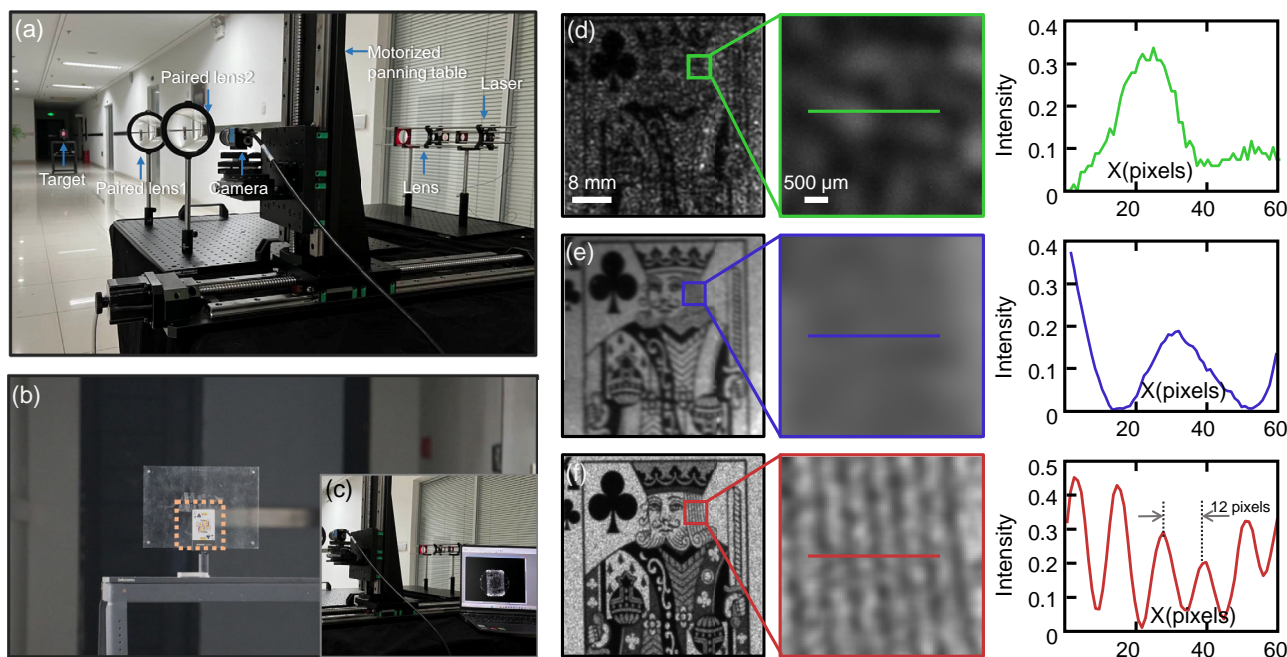 (a)
Motorized
panning table
Paired lens2
Laser
Target
Paired lens1
Camera
Lens
(b)
(c)
(d)
8 mm
500 µm
Intensity
0.4
0.3
0.2
0.1
0
X(pixels)
20 40 60
(e)
Intensity
0.4
0.3
0.2
0.1
0
X(pixels)
20 40 60
(f)
Intensity
0.5
0.4
0.3
0.2
0.1
0
12 pixels
X(pixels)
20 40 60